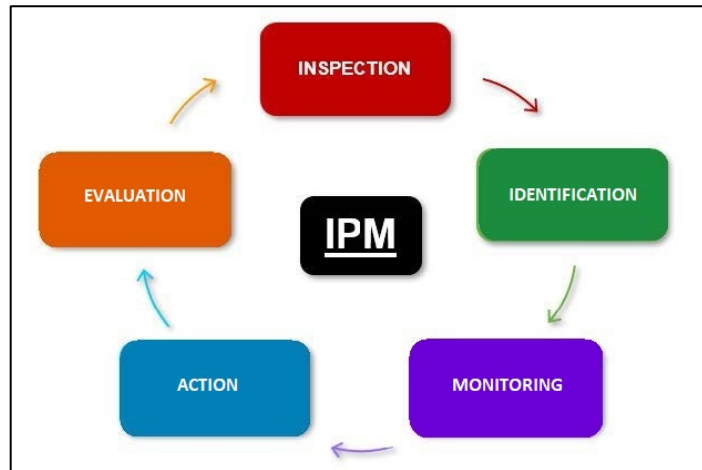 INSPECTION
IDENTIFICATION
MONITORING
ACTION
EVALUATION
IPM